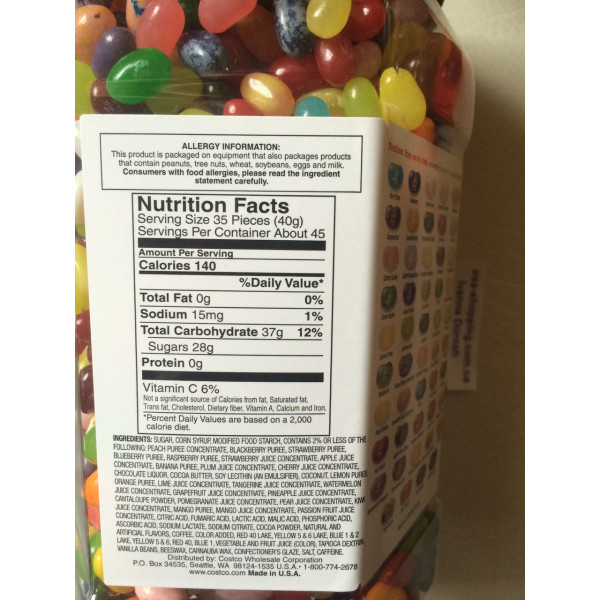 ALLERGY INFORMATION:
This product is packaged on equipment that also packages products
that contain peanuts, tree nuts, wheat, soybeans, eggs and milk.
Consumers with food allergies, please read the ingredient
statement carefully.
Nutrition Facts
Serving Size 35 Pieces (40g)
Servings Per Container About 45
Amount Per Serving
Calories 140
%Daily Value*
Total Fat 0g 0%
Sodium 15mg 1%
Total Carbohydrate 37g 12%
Sugars 28g
Protein 0g
Vitamin C 6%
Not a significant source of Calories from fat, Saturated fat,
Trans fat, Cholesterol, Dietary fiber, Vitamin A, Calcium and Iron.
*Percent Daily Values are based on a 2,000
calorie diet.
INGREDIENTS: SUGAR, CORN SYRUP, MODIFIED FOOD STARCH, CONTAINS 2% OR LESS OF THE
FOLLOWING: PEACH PUREE CONCENTRATE, BLACKBERRY PUREE, STRAWBERRY PUREE,
BLUEBERRY PUREE, RASPBERRY PUREE, STRAWBERRY JUICE CONCENTRATE, APPLE JUICE
CONCENTRATE, BANANA PUREE, PLUM JUICE CONCENTRATE, CHERRY JUICE CONCENTRATE,
CHOCOLATE LIQUOR, COCOA BUTTER, SOY LECITHIN (AN EMULSIFIER), COCONUT, LEMON PUREE,
ORANGE PUREE, LIME JUICE CONCENTRATE, TANGERINE JUICE CONCENTRATE, WATERMELON
JUICE CONCENTRATE, GRAPEFRUIT JUICE CONCENTRATE, PINEAPPLE JUICE CONCENTRATE,
CANTALOUPE POWDER, POMEGRANATE JUICE CONCENTRATE, PEAR JUICE CONCENTRATE, KIWI
JUICE CONCENTRATE, MANGO PUREE, MANGO JUICE CONCENTRATE, PASSION FRUIT JUICE
CONCENTRATE, CITRIC ACID, FUMARIC ACID, LACTIC ACID, MALIC ACID, PHOSPHORIC ACID,
ASCORBIC ACID, SODIUM LACTATE, SODIUM CITRATE, COCOA POWDER, NATURAL AND
ARTIFICIAL FLAVORS, COFFEE, COLOR ADDED, RED 40 LAKE, YELLOW 5 & 6 LAKE, BLUE 1 & 2
LAKE, YELLOW 5 & 6, RED 40, BLUE 1, VEGETABLE AND FRUIT JUICE (COLOR), TAPIOCA DEXTRIN,
VANILLA BEANS, BEESWAX, CARNAUBA WAX, CONFECTIONER'S GLAZE, SALT, CAFFEINE.
Distributed by: Costco Wholesale Corporation
P.O. Box 34535, Seattle, WA 98124-1535 U.S.A. • 1-800-774-2678
www.costco.com Made in U.S.A.